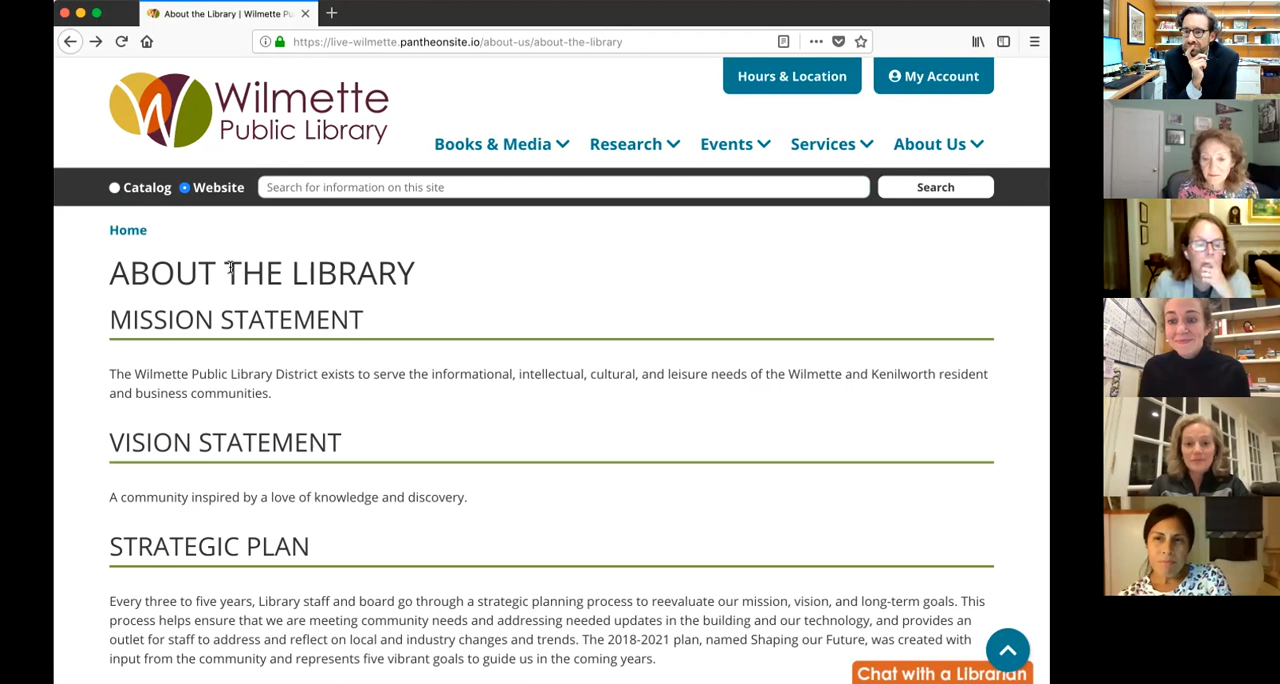 About the Library | Wilmette Pu
https://live-wilmette.pantheonsite.io/about-us/about-the-library
Hours & Location
My Account
Wilmette
Public Library
Books & Media
Research
Events
Services
About Us
Catalog
Website
Search for information on this site
Search
Home
ABOUT THE LIBRARY
MISSION STATEMENT
The Wilmette Public Library District exists to serve the informational, intellectual, cultural, and leisure needs of the Wilmette and Kenilworth resident
and business communities.
VISION STATEMENT
A community inspired by a love of knowledge and discovery.
STRATEGIC PLAN
Every three to five years, Library staff and board go through a strategic planning process to reevaluate our mission, vision, and long-term goals. This
process helps ensure that we are meeting community needs and addressing needed updates in the building and our technology, and provides an
outlet for staff to address and reflect on local and industry changes and trends. The 2018-2021 plan, named Shaping our Future, was created with
input from the community and represents five vibrant goals to guide us in the coming years.
Chat with a Librarian